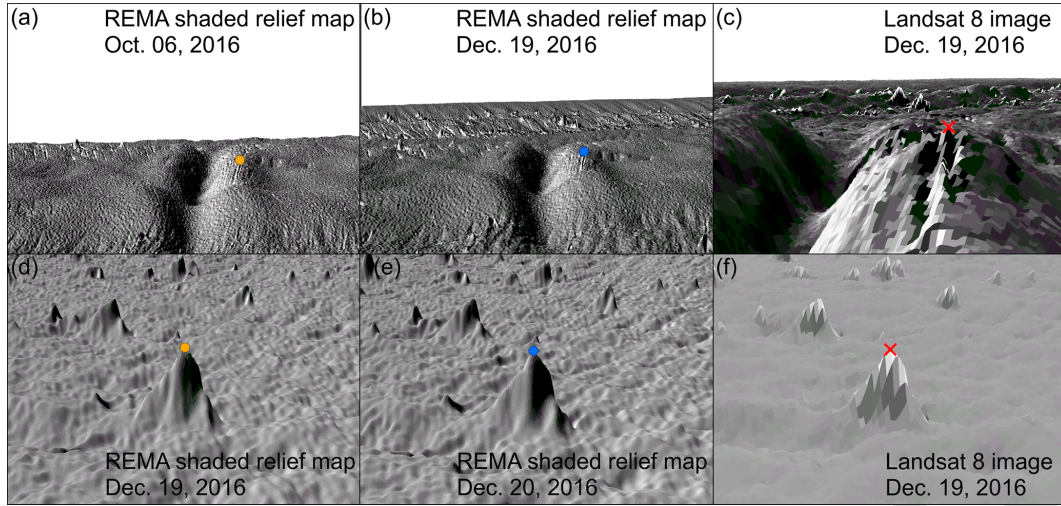 (a)
REMA shaded relief map
Oct. 06, 2016
(b)
REMA shaded relief map
Dec. 19, 2016
(c)
Landsat 8 image
Dec. 19, 2016
(d)
REMA shaded relief map
Dec. 19, 2016
(e)
REMA shaded relief map
Dec. 20, 2016
(f)
Landsat 8 image
Dec. 19, 2016